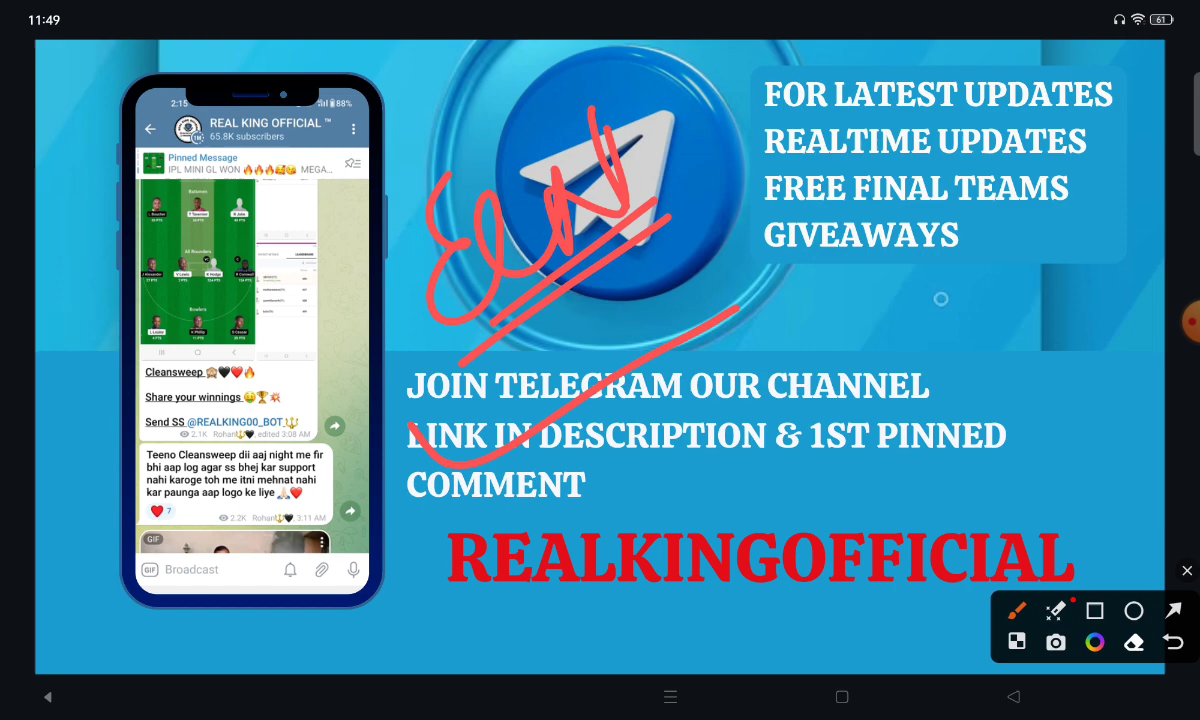 11:49
61
2:15
88%
REAL KING OFFICIAL ™
65.8K subscribers
Pinned Message
IPL MINI GL WON 🔥🔥🔥🥰😘 MEGA...
Batsmen
All Rounders
Bowlers
Cleansweep 🙈🖤❤️🔥
Share your winnings 🤑🏆💥
Send SS @REALKING00_BOT🔱
2.1K Rohan🔱🖤, edited 3:08 AM
Teeno Cleansweep dii aaj night me fir
bhi aap log agar ss bhej kar support
nahi karoge toh me itni mehnat nahi
kar paunga aap logo ke liye 🙏🏻❤️
❤️ 7
2.2K Rohan🔱🖤, 3:11 AM
GIF
GIF Broadcast
FOR LATEST UPDATES
REALTIME UPDATES
FREE FINAL TEAMS
GIVEAWAYS
JOIN TELEGRAM OUR CHANNEL
LINK IN DESCRIPTION & 1ST PINNED
COMMENT
REALKINGOFFICIAL